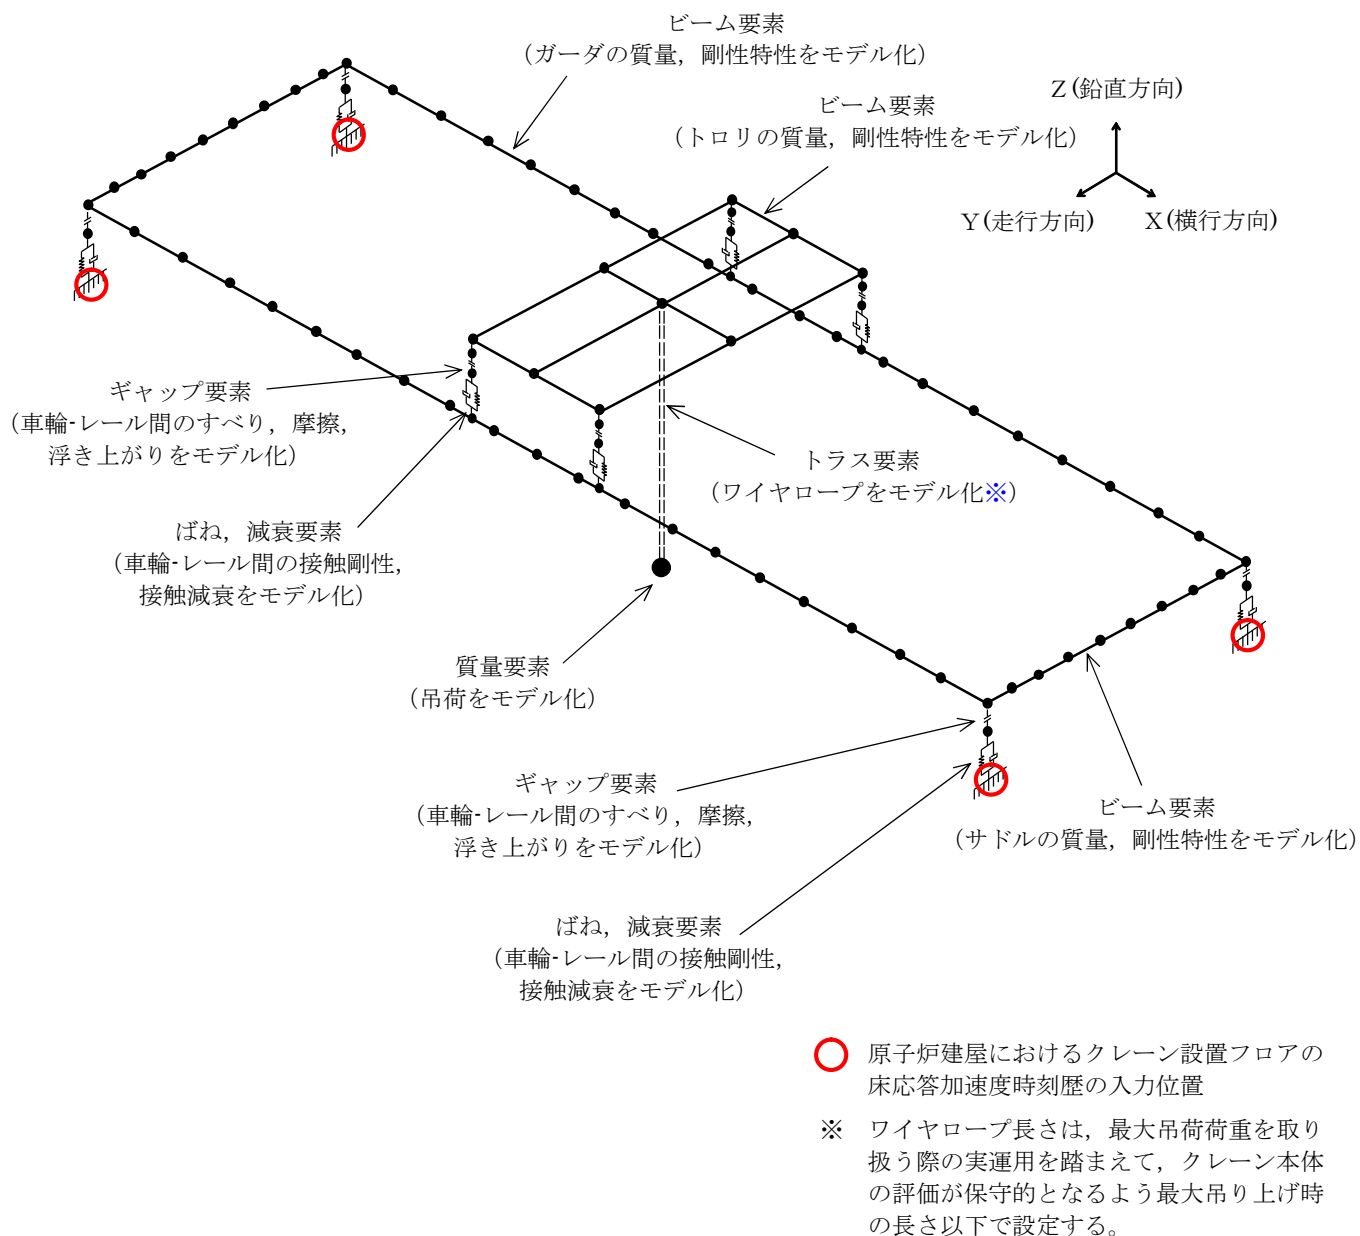 ビーム要素
(ガーダの質量，剛性特性をモデル化)
Z(鉛直方向)
ビーム要素
(トロリの質量，剛性特性をモデル化)
Y(走行方向)
X(横行方向)
ギャップ要素
(車輪-レール間のすべり，摩擦，
浮き上がりをモデル化)
トラス要素
(ワイヤロープをモデル化※)
ばね，減衰要素
(車輪-レール間の接触剛性，
接触減衰をモデル化)
質量要素
(吊荷をモデル化)
ギャップ要素
(車輪-レール間のすべり，摩擦，
浮き上がりをモデル化)
ビーム要素
(サドルの質量，剛性特性をモデル化)
ばね，減衰要素
(車輪-レール間の接触剛性，
接触減衰をモデル化)
原子炉建屋におけるクレーン設置フロアの
床応答加速度時刻歴の入力位置
※ ワイヤロープ長さは，最大吊荷荷重を取り
扱う際の実運用を踏まえて，クレーン本体
の評価が保守的となるよう最大吊り上げ時
の長さ以下で設定する。